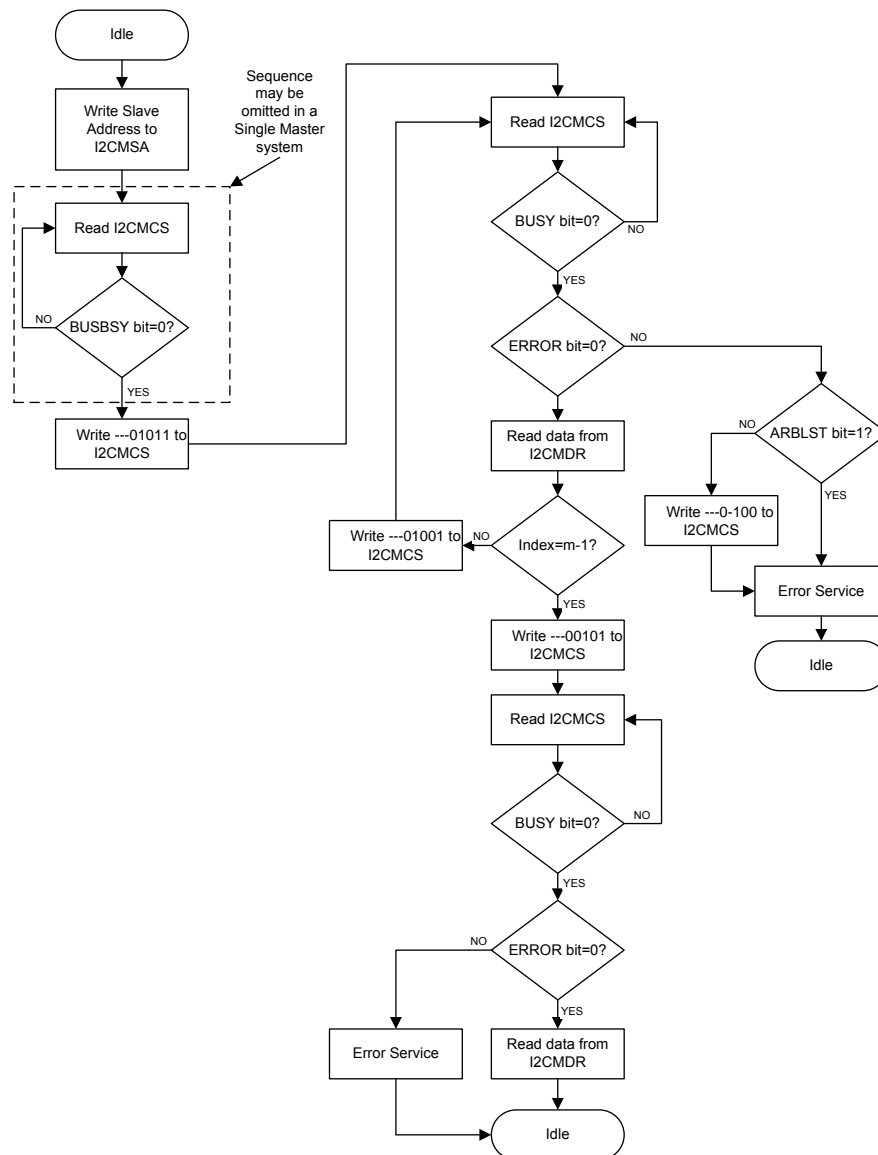 Idle
Write Slave
Address to
I2CMSA
Sequence
may be
omitted in a
Single Master
system
Read I2CMCS
BUSBSY bit=0?
NO
YES
Write ---01011 to
I2CMCS
Read I2CMCS
BUSY bit=0?
NO
YES
ERROR bit=0?
NO
YES
Read data from
I2CMDR
ARBLST bit=1?
NO
YES
Write ---0-100 to
I2CMCS
Error Service
Idle
Index=m-1?
NO
Write ---01001 to
I2CMCS
YES
Write ---00101 to
I2CMCS
Read I2CMCS
BUSY bit=0?
NO
YES
ERROR bit=0?
NO
YES
Error Service
Read data from
I2CMDR
Idle